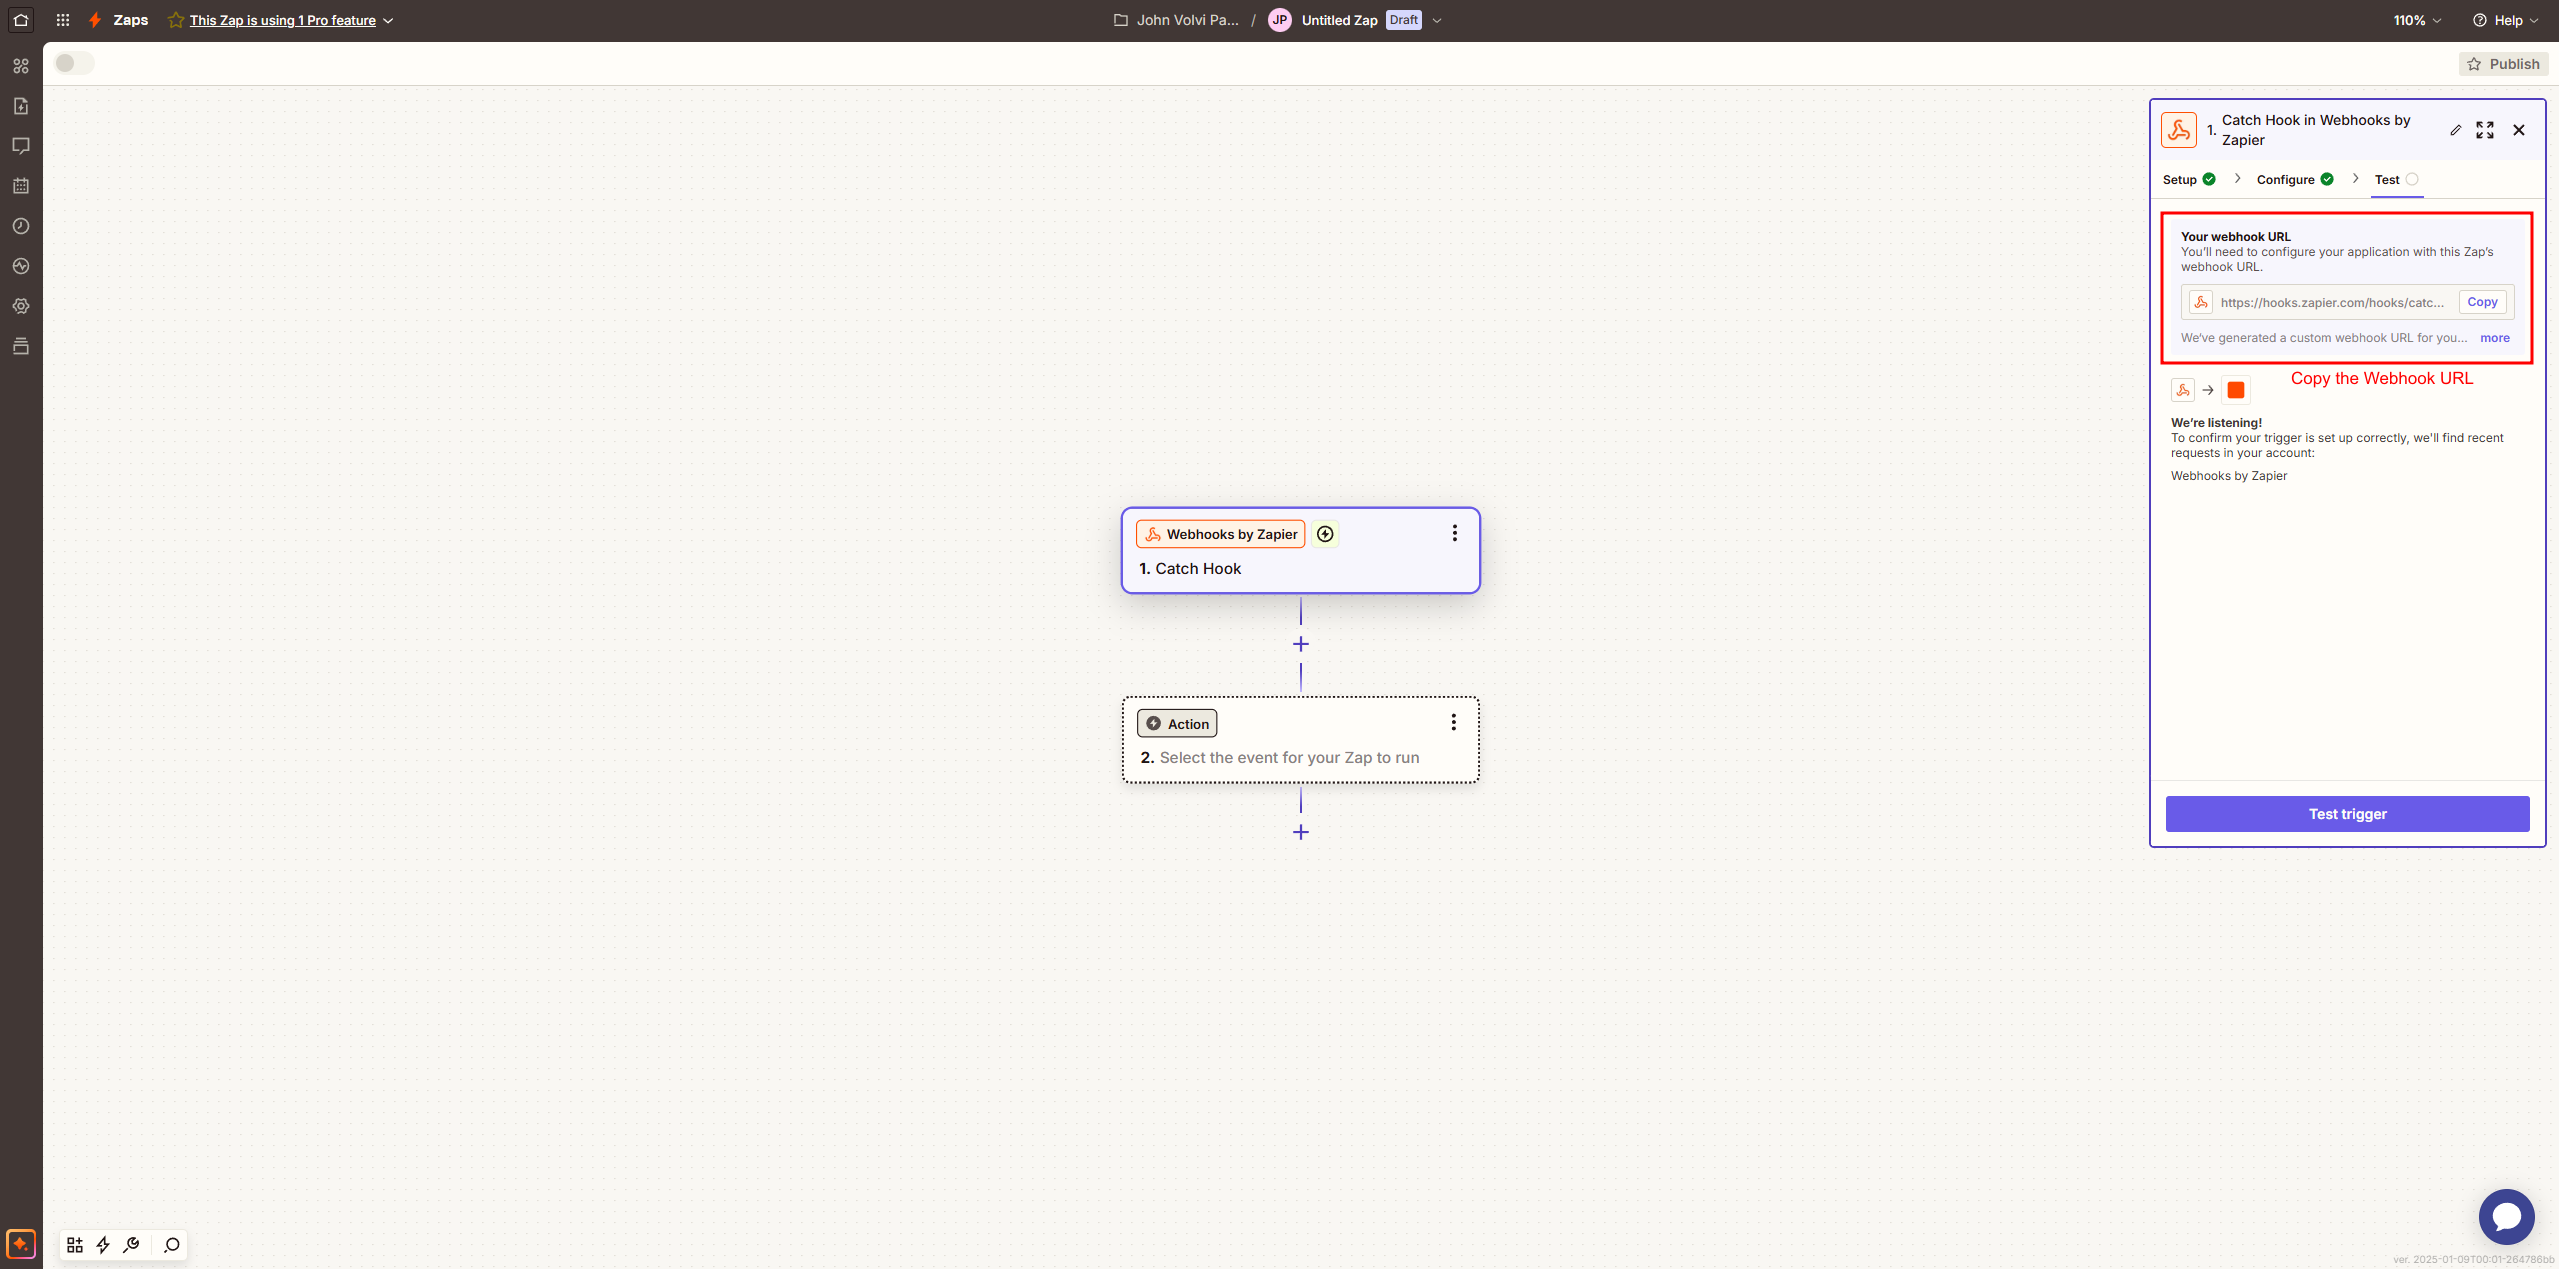 Zaps
This Zap is using 1 Pro feature
John Volvi Pa... / JP Untitled Zap Draft
110%
Help
Publish
1. Catch Hook in Webhooks by
Zapier
Setup
Configure
Test
Your webhook URL
You'll need to configure your application with this Zap's
webhook URL.
https://hooks.zapier.com/hooks/catc...
Copy
We've generated a custom webhook URL for you... more
Copy the Webhook URL
We're listening!
To confirm your trigger is set up correctly, we'll find recent
requests in your account:
Webhooks by Zapier
Webhooks by Zapier
1. Catch Hook
Action
2. Select the event for your Zap to run
Test trigger
ver. 2025-01-09T00:01-264786bb